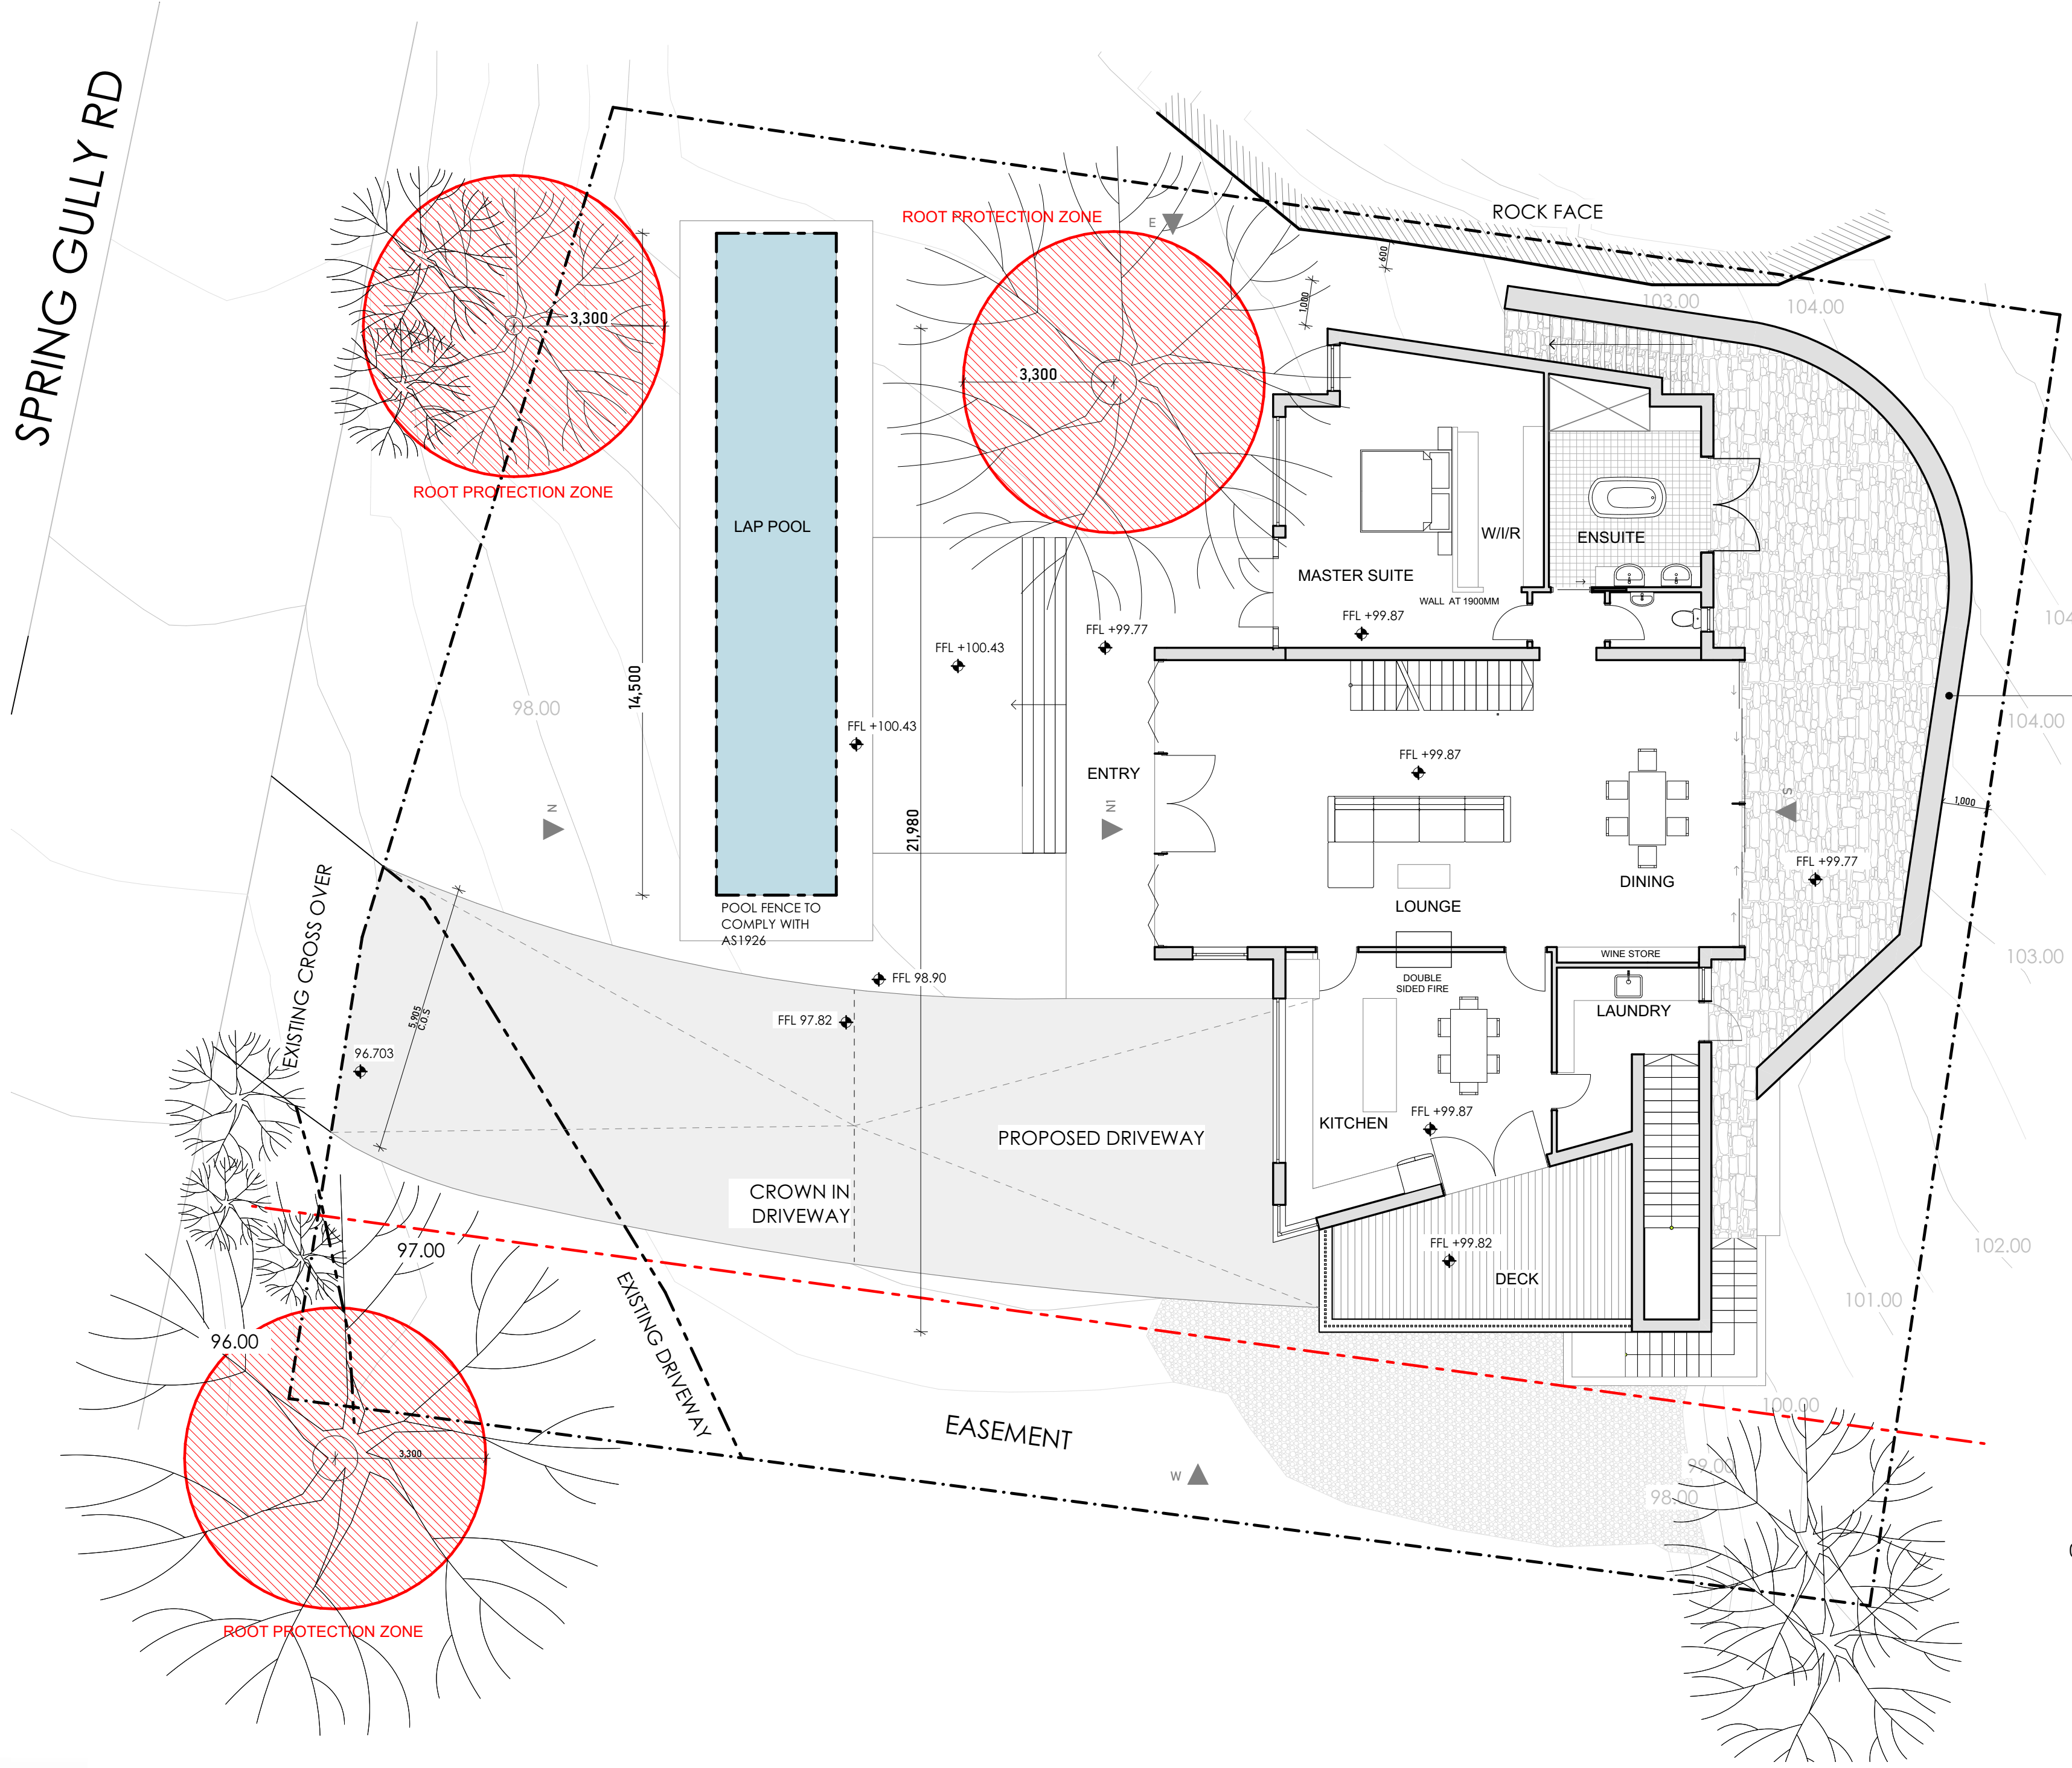 SPRING GULLY RD
ROCK FACE
ROOT PROTECTION ZONE
E
600
1,000
103.00
104.00
3,300
3,300
ROOT PROTECTION ZONE
LAP POOL
W/I/R
ENSUITE
MASTER SUITE
WALL AT 1900MM
FFL +99.87
FFL +99.77
FFL +100.43
14,500
98.00
FFL +100.43
104.00
FFL +99.87
ENTRY
N
N1
S
1,000
21,980
FFL +99.77
DINING
LOUNGE
POOL FENCE TO
COMPLY WITH
AS1926
WINE STORE
103.00
EXISTING CROSS OVER
FFL 98.90
DOUBLE
SIDED FIRE
LAUNDRY
5,905
C.O.S
FFL 97.82
96.703
KITCHEN
FFL +99.87
PROPOSED DRIVEWAY
CROWN IN
DRIVEWAY
97.00
FFL +99.82
DECK
102.00
101.00
96.00
EXISTING DRIVEWAY
100.00
EASEMENT
3,300
W
99.00
98.00
ROOT PROTECTION ZONE